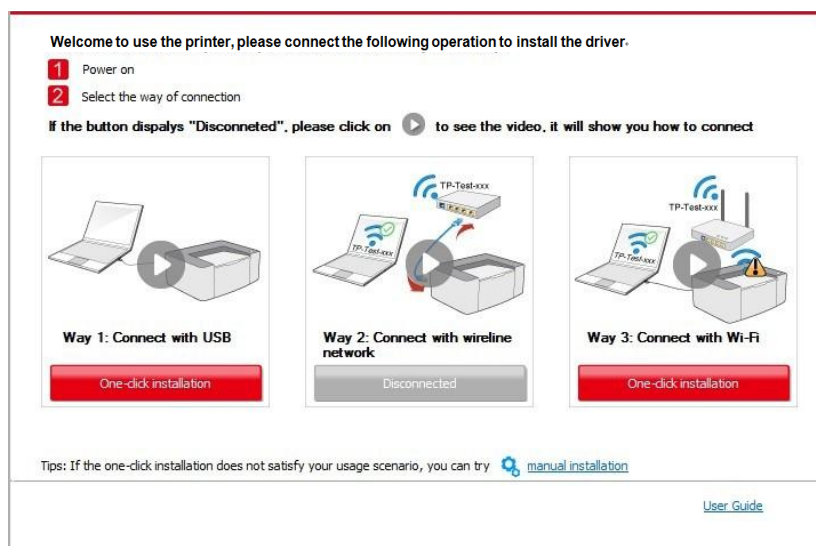 Welcome to use the printer, please connect the following operation to install the driver.
1 Power on
2 Select the way of connection
If the button dispalys "Disconneted", please click on to see the video, it will show you how to connect
TP-Test-xxx
Way 1: Connect with USB
One-click installation
TP-Test-xxx
TP-Test-xxx
Way 2: Connect with wireline
network
Disconnected
TP-Test-xxx
TP-Test-xxx
Way 3: Connect with Wi-Fi
One-click installation
Tips: If the one-click installation does not satisfy your usage scenario, you can try manual installation
User Guide